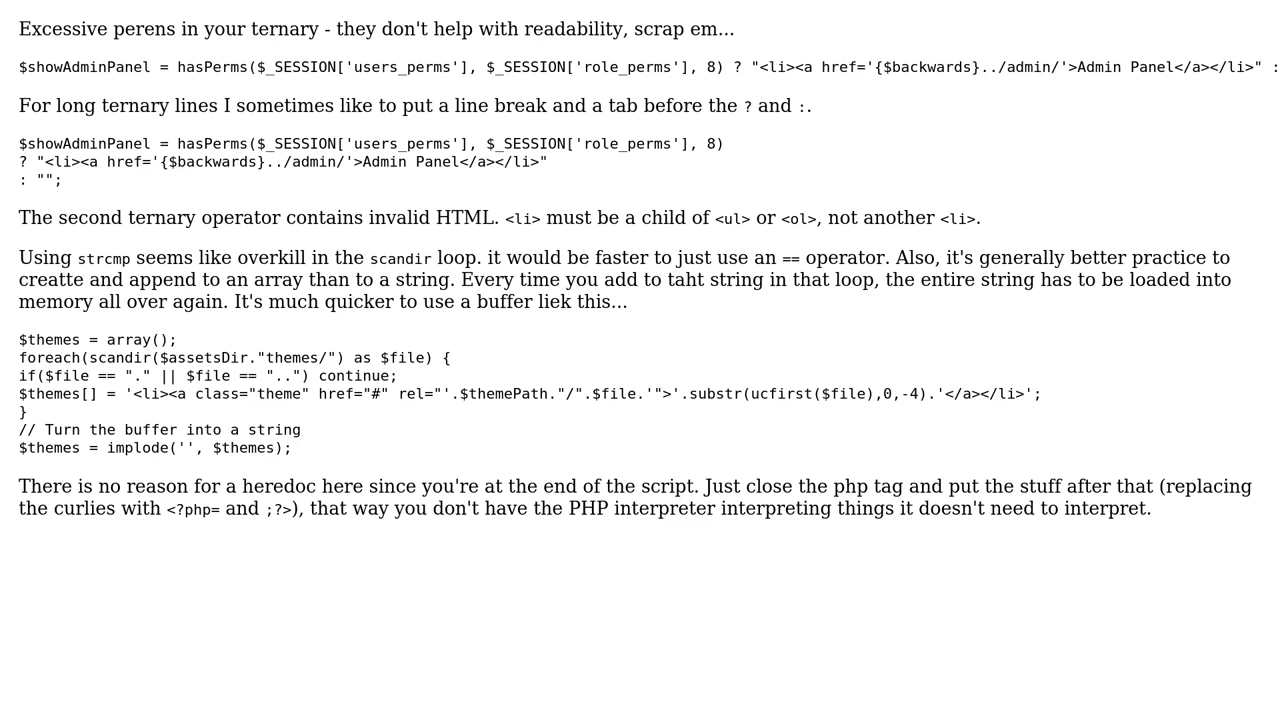 Excessive perens in your ternary - they don't help with readability, scrap em...
$showAdminPanel = hasPerms($_SESSION['users_perms'], $_SESSION['role_perms'], 8) ? "<li><a href='{$backwards}../admin/'>Admin Panel</a></li>" :
For long ternary lines I sometimes like to put a line break and a tab before the ? and :.
$showAdminPanel = hasPerms($_SESSION['users_perms'], $_SESSION['role_perms'], 8)
? "<li><a href='{$backwards}../admin/'>Admin Panel</a></li>"
: "";
The second ternary operator contains invalid HTML. <li> must be a child of <ul> or <ol>, not another <li>.
Using strcmp seems like overkill in the scandir loop. it would be faster to just use an == operator. Also, it's generally better practice to
creatte and append to an array than to a string. Every time you add to taht string in that loop, the entire string has to be loaded into
memory all over again. It's much quicker to use a buffer liek this...
$themes = array();
foreach(scandir($assetsDir."themes/") as $file) {
if($file == "." || $file == "..") continue;
$themes[] = '<li><a class="theme" href="#" rel="'.$themePath."/".$file.'">'.substr(ucfirst($file),0,-4).'</a></li>';
}
// Turn the buffer into a string
$themes = implode('', $themes);
There is no reason for a heredoc here since you're at the end of the script. Just close the php tag and put the stuff after that (replacing
the curlies with <?php= and ;?>), that way you don't have the PHP interpreter interpreting things it doesn't need to interpret.